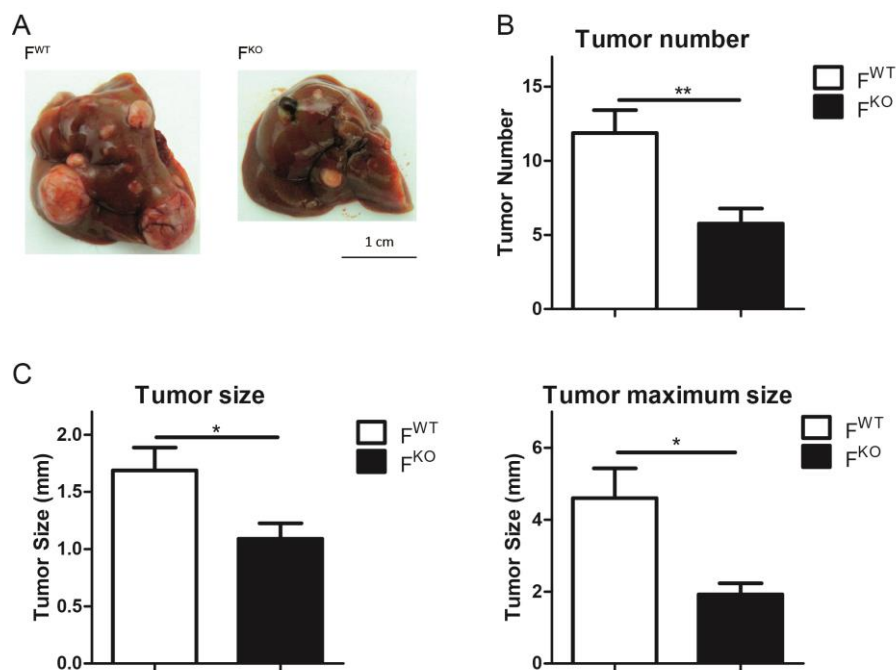 A
F^WT
F^KO
1 cm
B
Tumor number
Tumor Number
15
10
5
0
**
F^WT
F^KO
C
Tumor size
Tumor Size (mm)
2.0
1.5
1.0
0.5
0.0
*
F^WT
F^KO
Tumor maximum size
Tumor Size (mm)
6
4
2
0
*
F^WT
F^KO